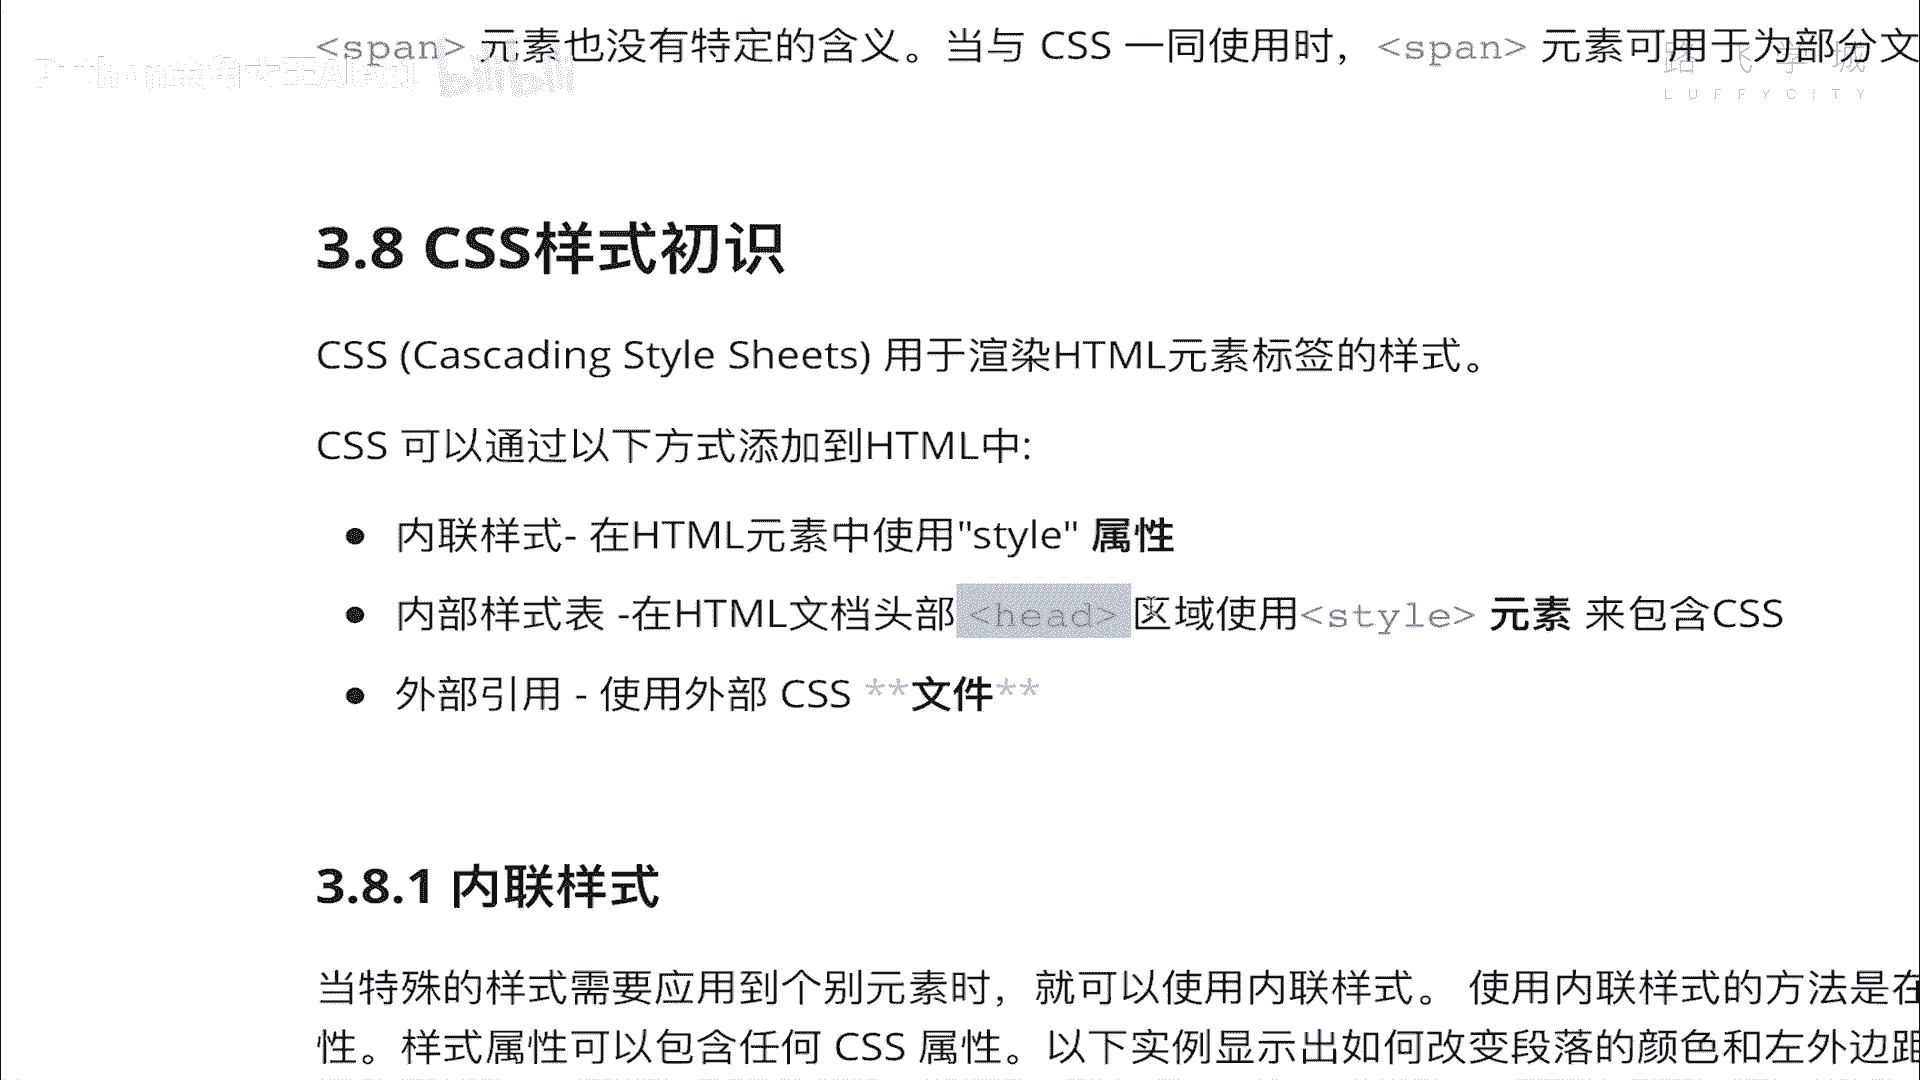 <span> 元素也没有特定的含义。当与 CSS 一同使用时，<span> 元素可用于为部分文
路飞学城
LUFFYCITY
bilibili
3.8 CSS样式初识
CSS (Cascading Style Sheets) 用于渲染HTML元素标签的样式。
CSS 可以通过以下方式添加到HTML中:
● 内联样式- 在HTML元素中使用"style" 属性
● 内部样式表 -在HTML文档头部 <head> 区域使用<style> 元素 来包含CSS
● 外部引用 - 使用外部 CSS **文件**
3.8.1 内联样式
当特殊的样式需要应用到个别元素时，就可以使用内联样式。 使用内联样式的方法是在
性。样式属性可以包含任何 CSS 属性。以下实例显示出如何改变段落的颜色和左外边距